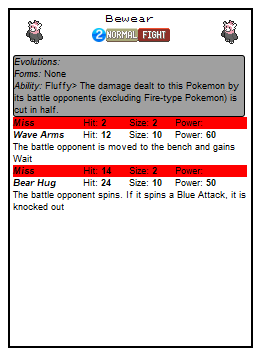 Bewear
2 NORMAL FIGHT
Evolutions:
Forms: None
Ability: Fluffy> The damage dealt to this Pokemon by
its battle opponents (excluding Fire-type Pokemon) is
cut in half.
Miss Hit: 2 Size: 2 Power:
Wave Arms Hit: 12 Size: 10 Power: 60
The battle opponent is moved to the bench and gains
Wait
Miss Hit: 14 Size: 2 Power:
Bear Hug Hit: 24 Size: 10 Power: 50
The battle opponent spins. If it spins a Blue Attack, it is
knocked out